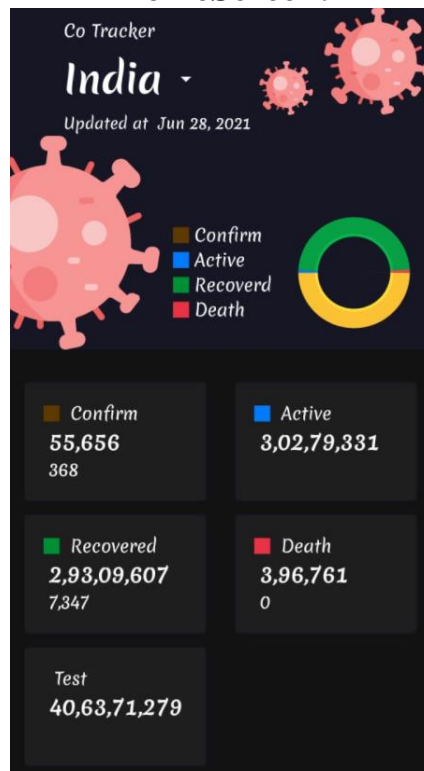 Co Tracker
India
Updated at Jun 28, 2021
Confirm
Active
Recoverd
Death
Confirm
55,656
368
Active
3,02,79,331
Recovered
2,93,09,607
7,347
Death
3,96,761
0
Test
40,63,71,279